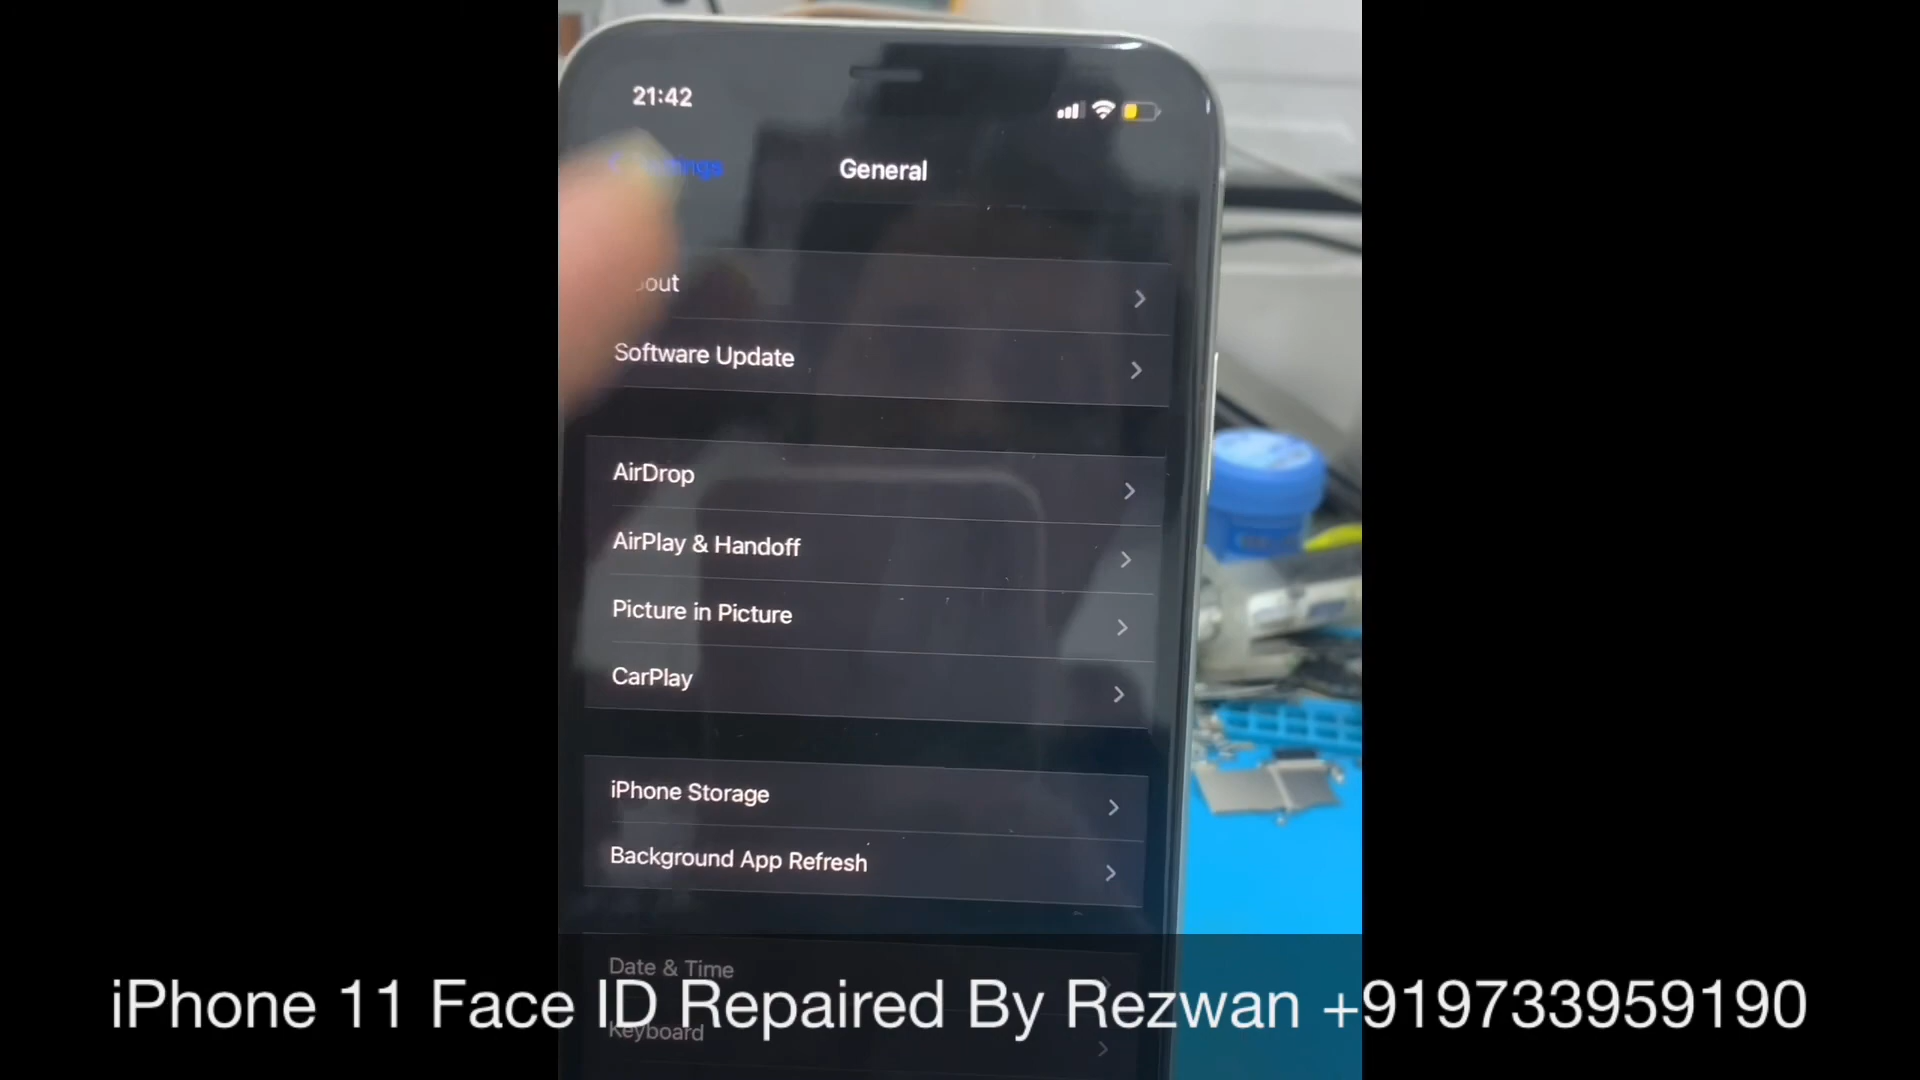 21:42
General
Software Update
AirDrop
AirPlay & Handoff
Picture in Picture
CarPlay
iPhone Storage
Background App Refresh
Date & Time
iPhone 11 Face ID Repaired By Rezwan +919733959190
Keyboard